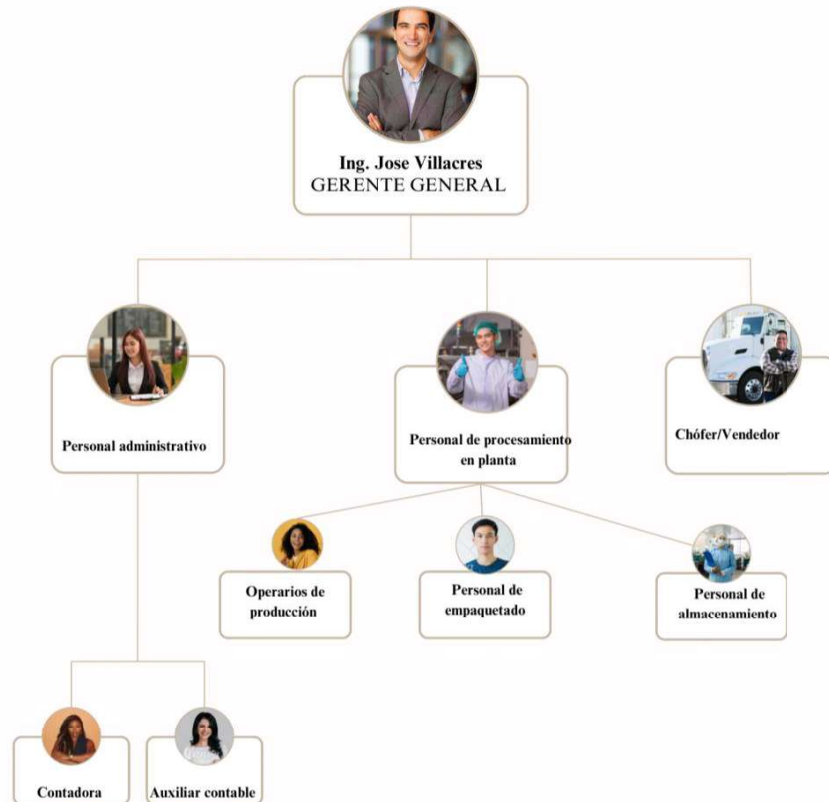 Ing. Jose Villacres
GERENTE GENERAL
Personal administrativo
Personal de procesamiento
en planta
Chófer/Vendedor
Operarios de
producción
Personal de
empaquetado
Personal de
almacenamiento
Contadora
Auxiliar contable